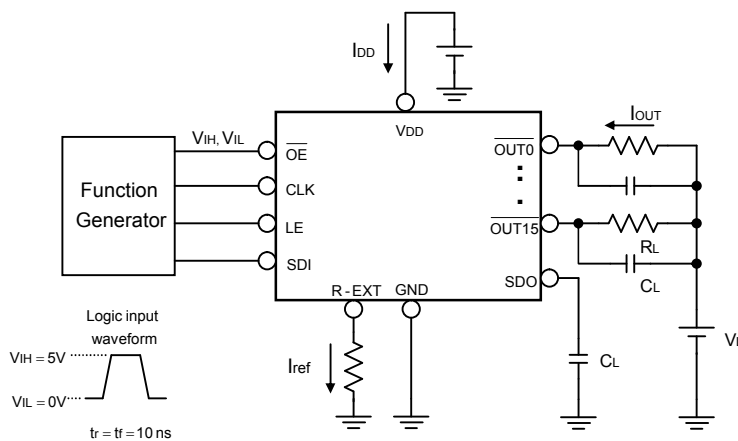 IDD
VDD
IOUT
VIH, VIL
OE
CLK
LE
SDI
Function
Generator
OUT0
OUT15
RL
CL
SDO
R-EXT
GND
Iref
CL
Logic input
waveform
VIH = 5V
VIL = 0V
tr = tf = 10 ns